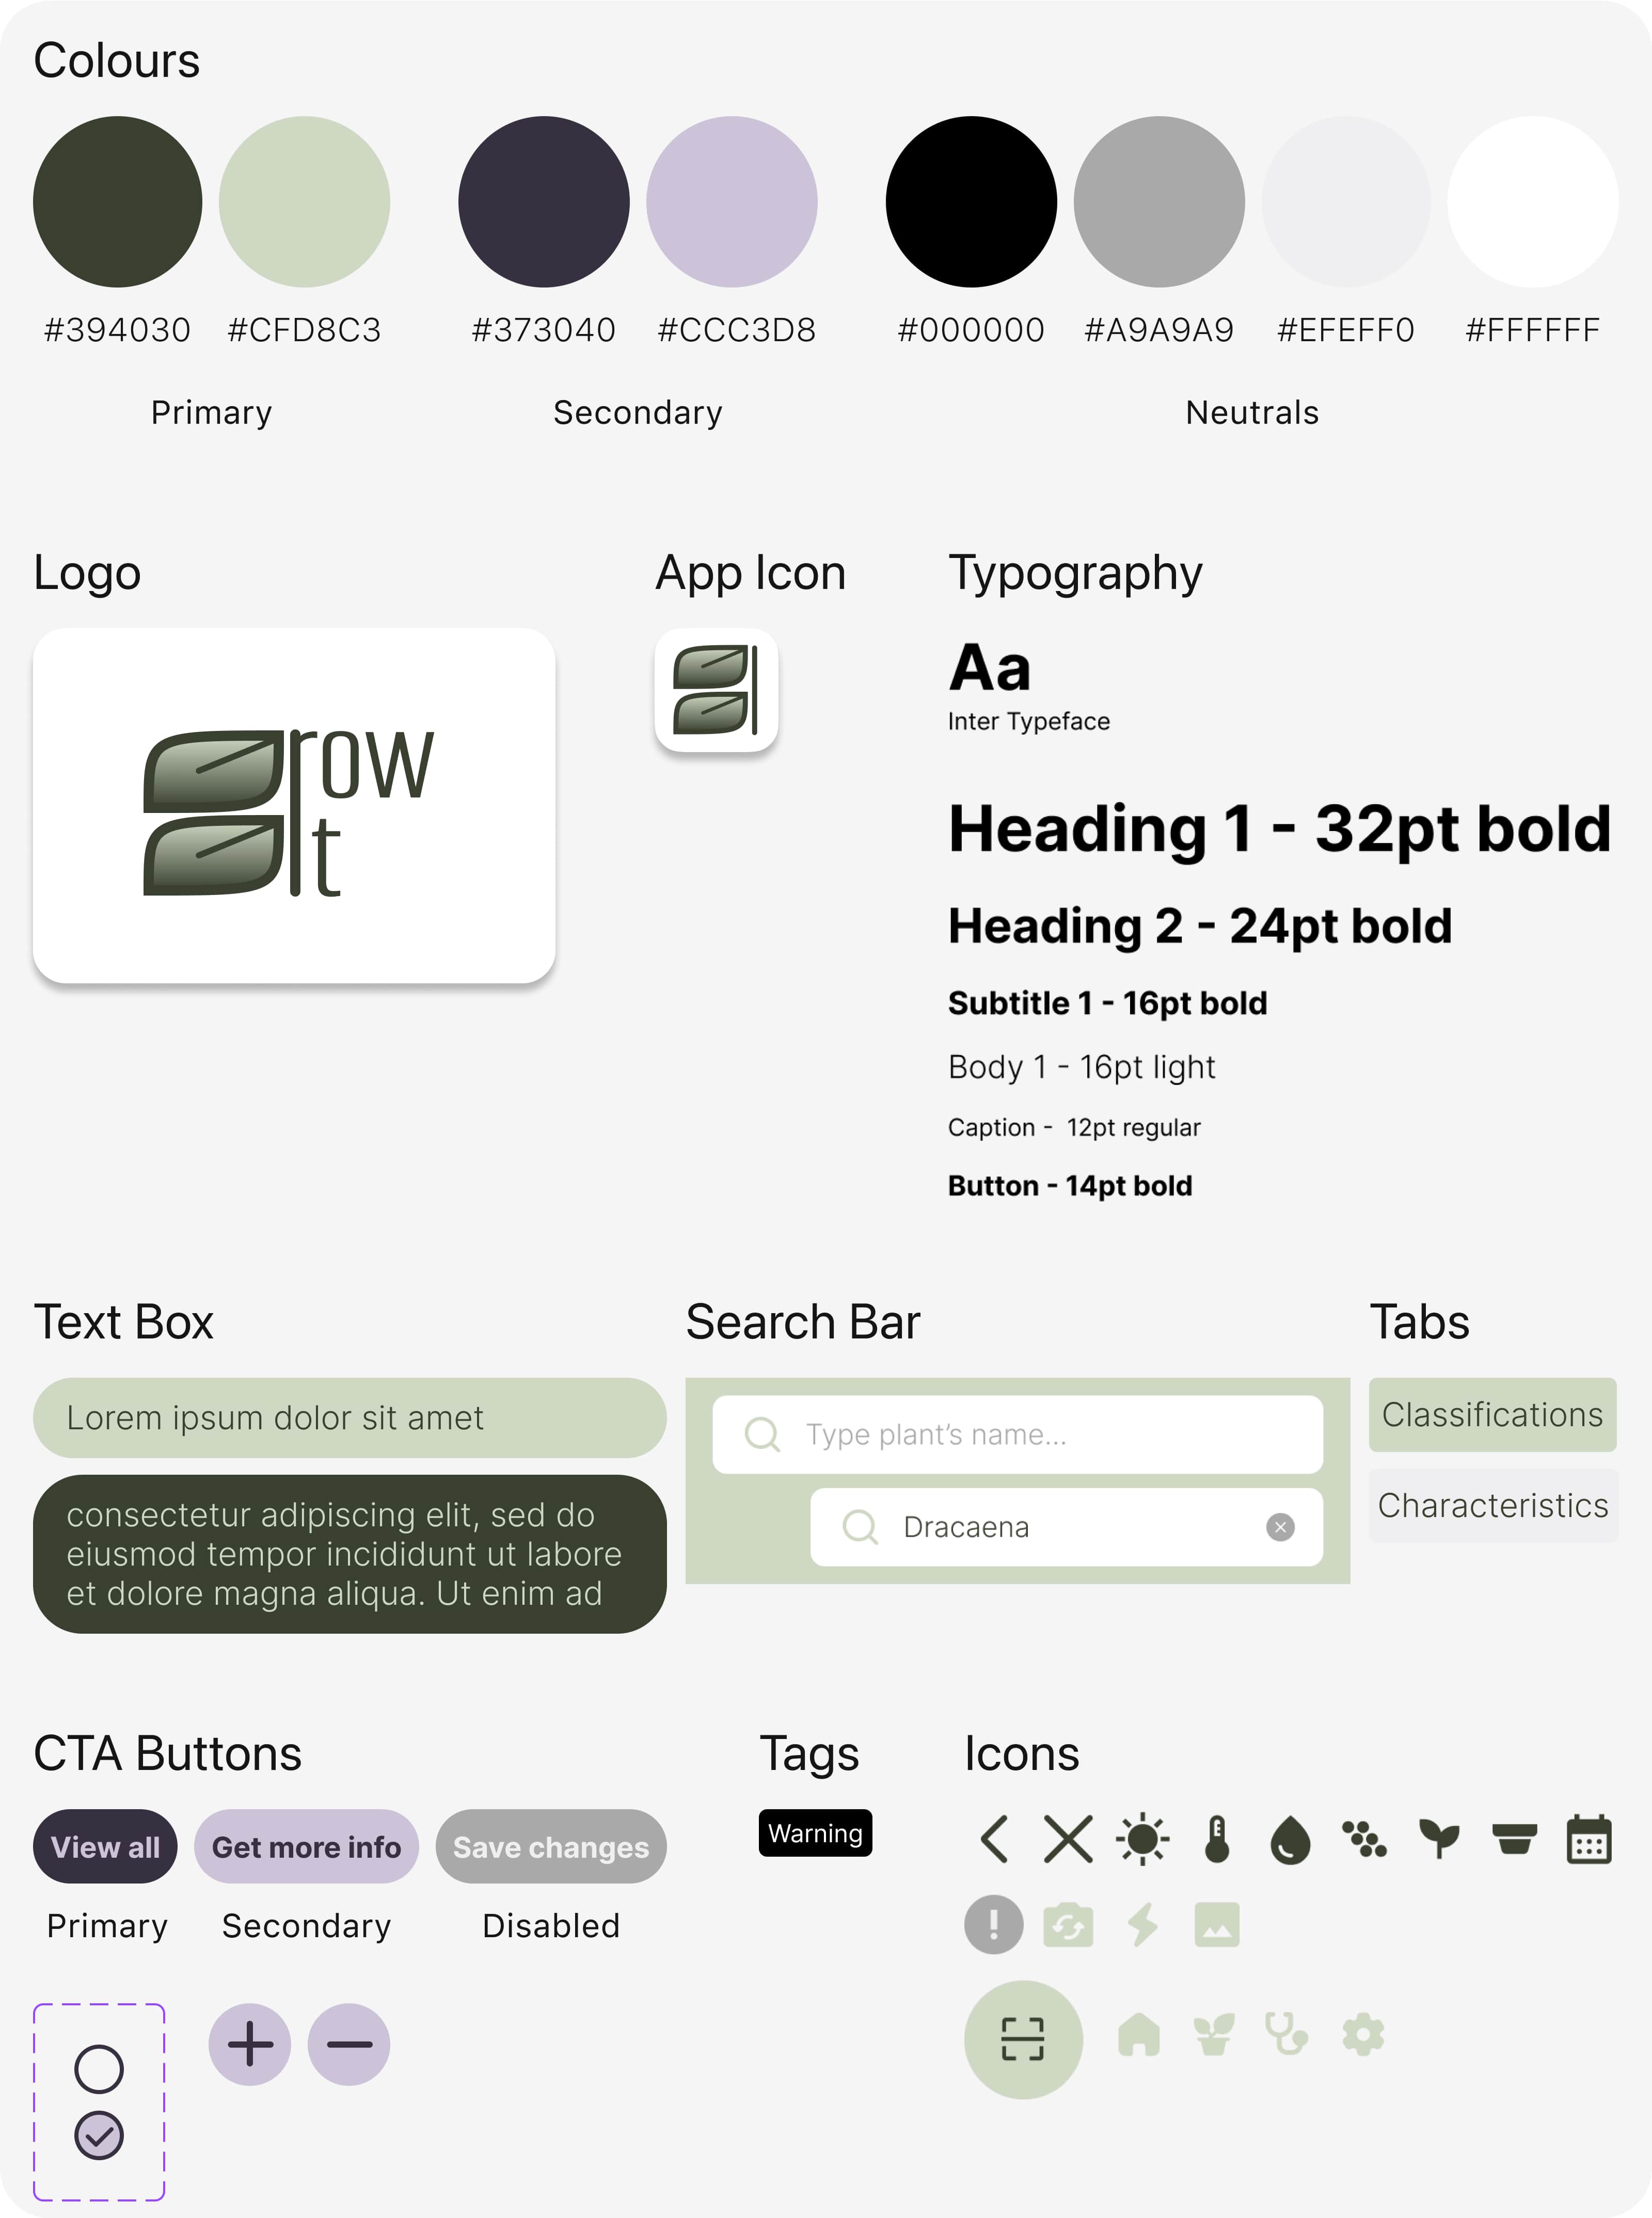 Colours
#394030 #CFD8C3 #373040 #CCC3D8 #000000 #A9A9A9 #EFEFF0 #FFFFFF
Primary Secondary Neutrals
Logo
row
It
App Icon
Typography
Aa
Inter Typeface
Heading 1 - 32pt bold
Heading 2 - 24pt bold
Subtitle 1 - 16pt bold
Body 1 - 16pt light
Caption - 12pt regular
Button - 14pt bold
Text Box
Lorem ipsum dolor sit amet
consectetur adipiscing elit, sed do
eiusmod tempor incididunt ut labore
et dolore magna aliqua. Ut enim ad
Search Bar
Type plant’s name...
Dracaena
Tabs
Classifications
Characteristics
CTA Buttons
View all Get more info Save changes
Primary Secondary Disabled
Tags
Warning
Icons